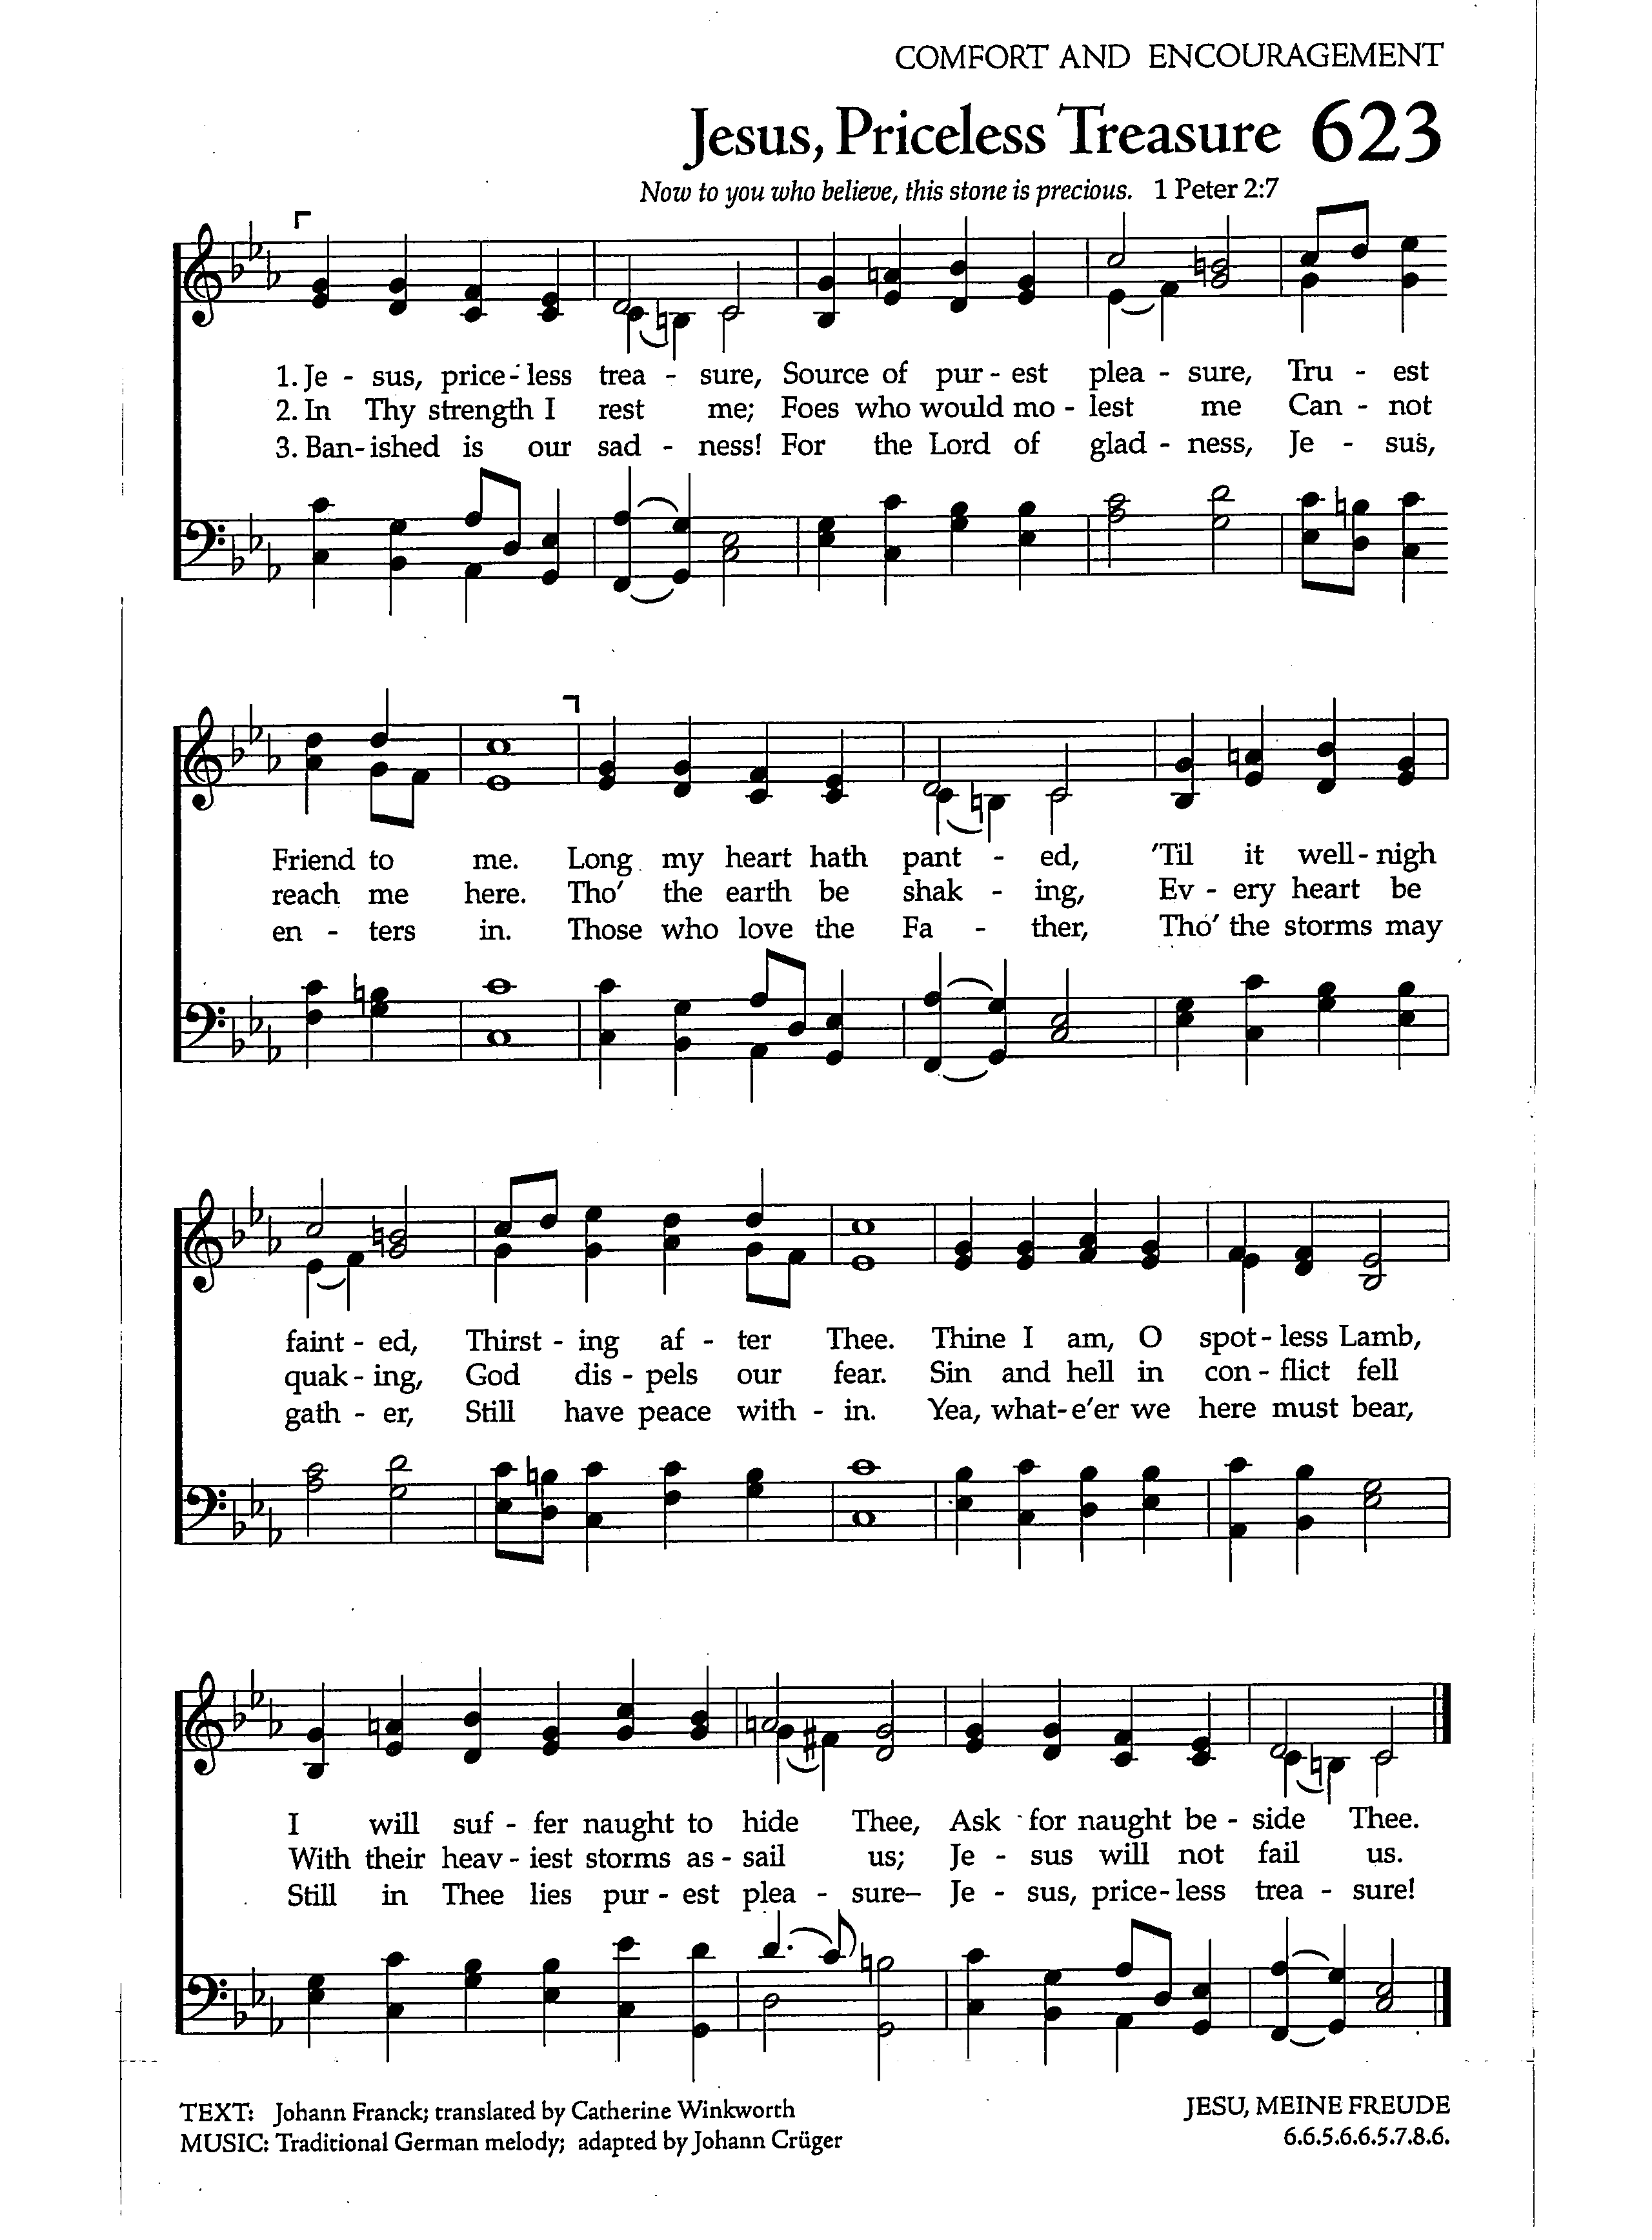 COMFORT AND ENCOURAGEMENT
Jesus, Priceless Treasure 623
Now to you who believe, this stone is precious. 1 Peter 2:7
1. Je - sus, price - less trea - sure, Source of pur - est plea - sure, Tru - est
2. In Thy strength I rest me; Foes who would mo - lest me Can - not
3. Ban - ished is our sad - ness! For the Lord of glad - ness, Je - sus,
Friend to me. Long my heart hath pant - ed, 'Til it well - nigh
reach me here. Tho' the earth be shak - ing, Ev - ery heart be
en - ters in. Those who love the Fa - ther, Tho' the storms may
faint - ed, Thirst - ing af - ter Thee. Thine I am, O spot - less Lamb,
quak - ing, God dis - pels our fear. Sin and hell in con - flict fell
gath - er, Still have peace with - in. Yea, what - e'er we here must bear,
I will suf - fer naught to hide Thee, Ask for naught be - side Thee.
With their heav - iest storms as - sail us; Je - sus will not fail us.
Still in Thee lies pur - est plea - sure– Je - sus, price - less trea - sure!
TEXT: Johann Franck; translated by Catherine Winkworth
MUSIC: Traditional German melody; adapted by Johann Crüger
JESU, MEINE FREUDE
6.6.5.6.6.5.7.8.6.